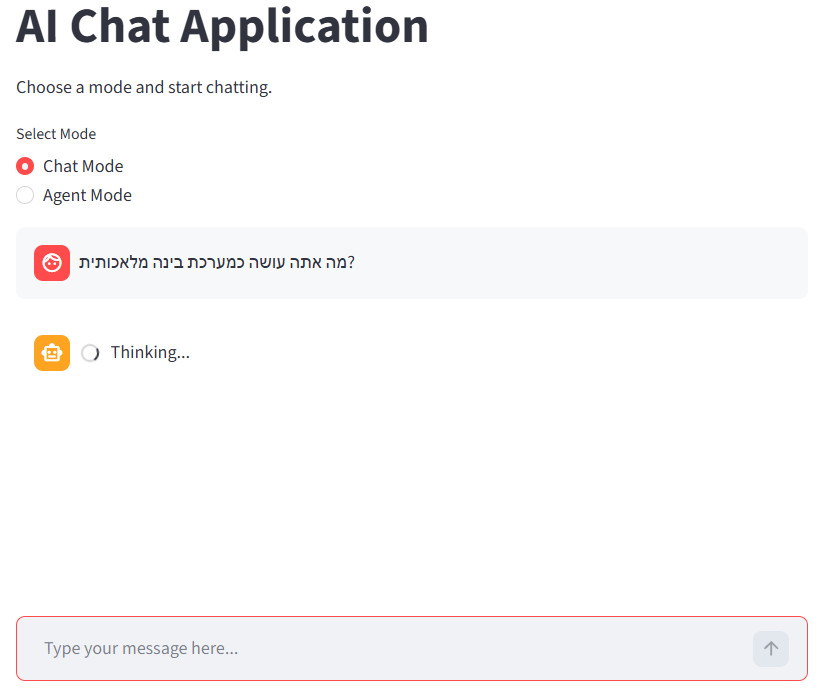 AI Chat Application
Choose a mode and start chatting.
Select Mode
Chat Mode
Agent Mode
מה אתה עושה כמערכת בינה מלאכותית?
Thinking...
Type your message here...